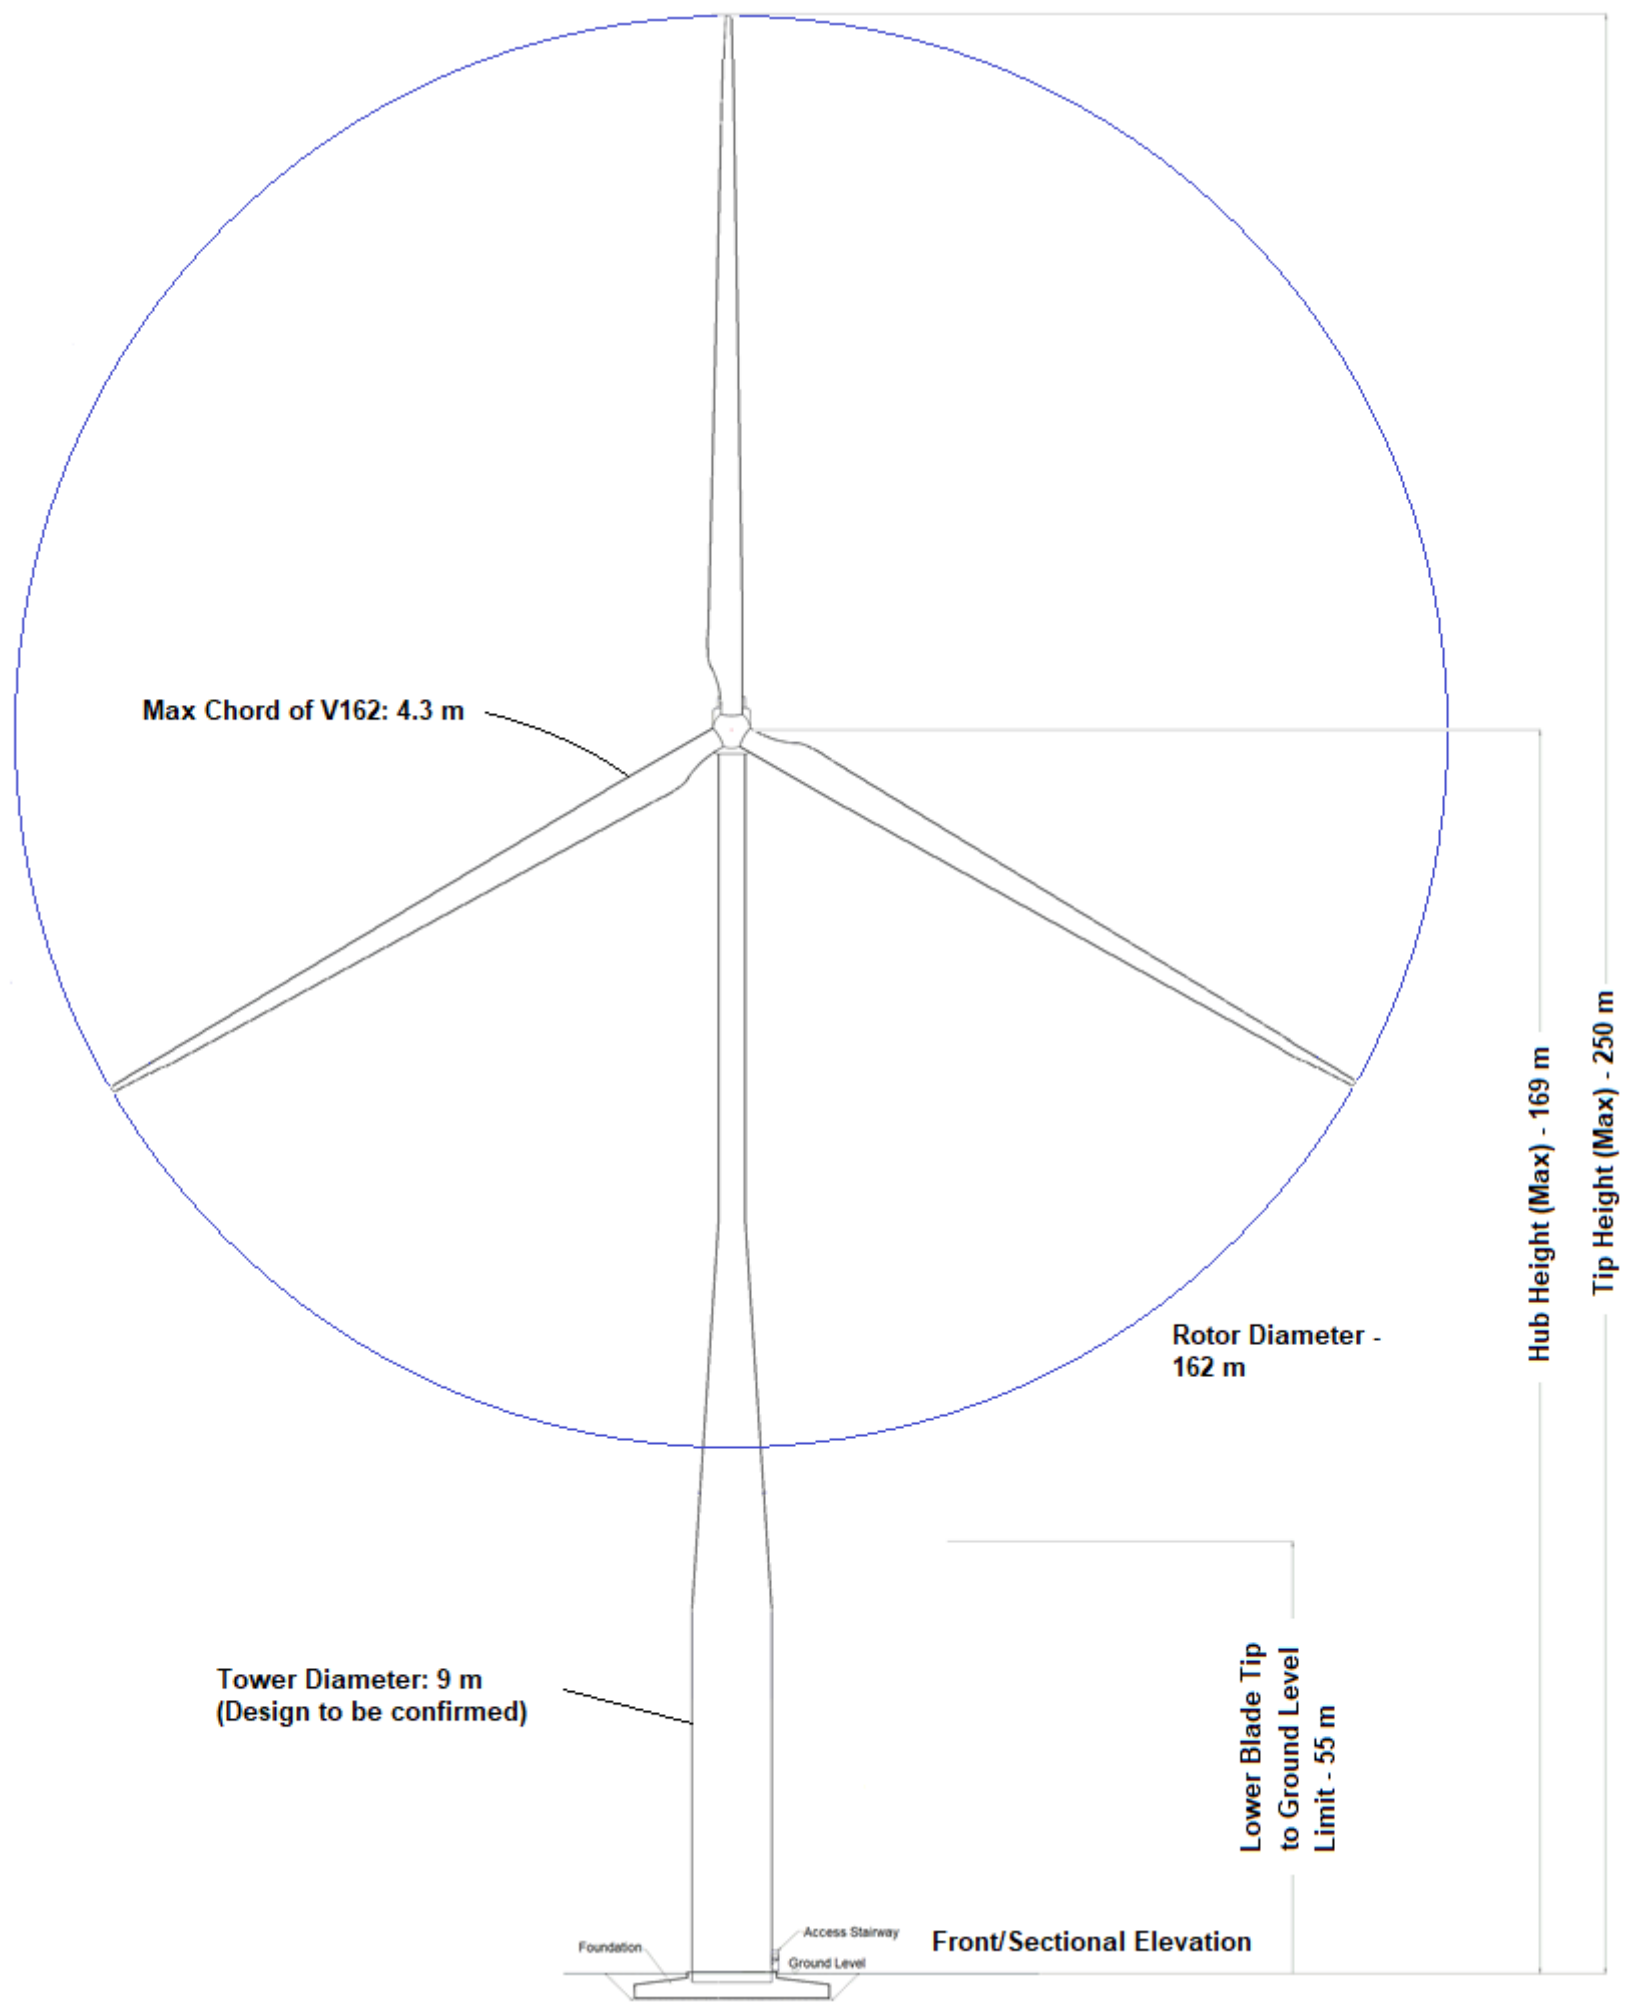 Max Chord of V162: 4.3 m
Hub Height (Max) - 169 m
Tip Height (Max) - 250 m
Rotor Diameter -
162 m
Tower Diameter: 9 m
(Design to be confirmed)
Lower Blade Tip
to Ground Level
Limit - 55 m
Access Stairway
Foundation
Front/Sectional Elevation
Ground Level